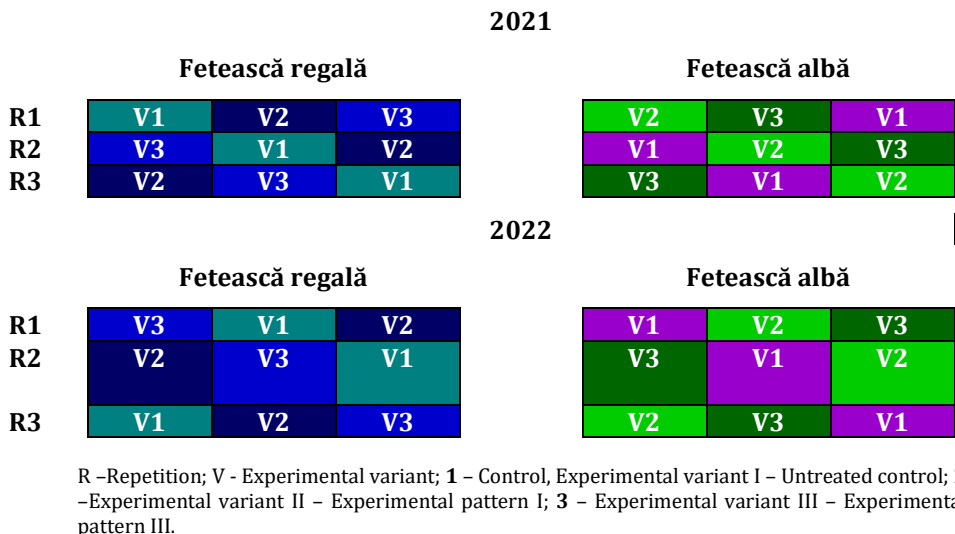 2021
Fetească regală Fetească albă
R1 V1 V2 V3 V2 V3 V1
R2 V3 V1 V2 V1 V2 V3
R3 V2 V3 V1 V3 V1 V2
2022
Fetească regală Fetească albă
R1 V3 V1 V2 V1 V2 V3
R2 V2 V3 V1 V3 V1 V2
R3 V1 V2 V3 V2 V3 V1
R –Repetition; V - Experimental variant; 1 – Control, Experimental variant I – Untreated control;
–Experimental variant II – Experimental pattern I; 3 – Experimental variant III – Experimenta
pattern III.